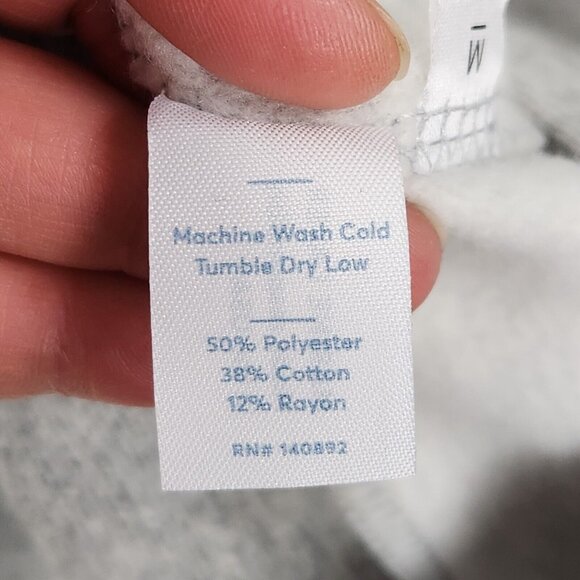 M
Machine Wash Cold
Tumble Dry Low
50% Polyester
38% Cotton
12% Rayon
RN# 140892